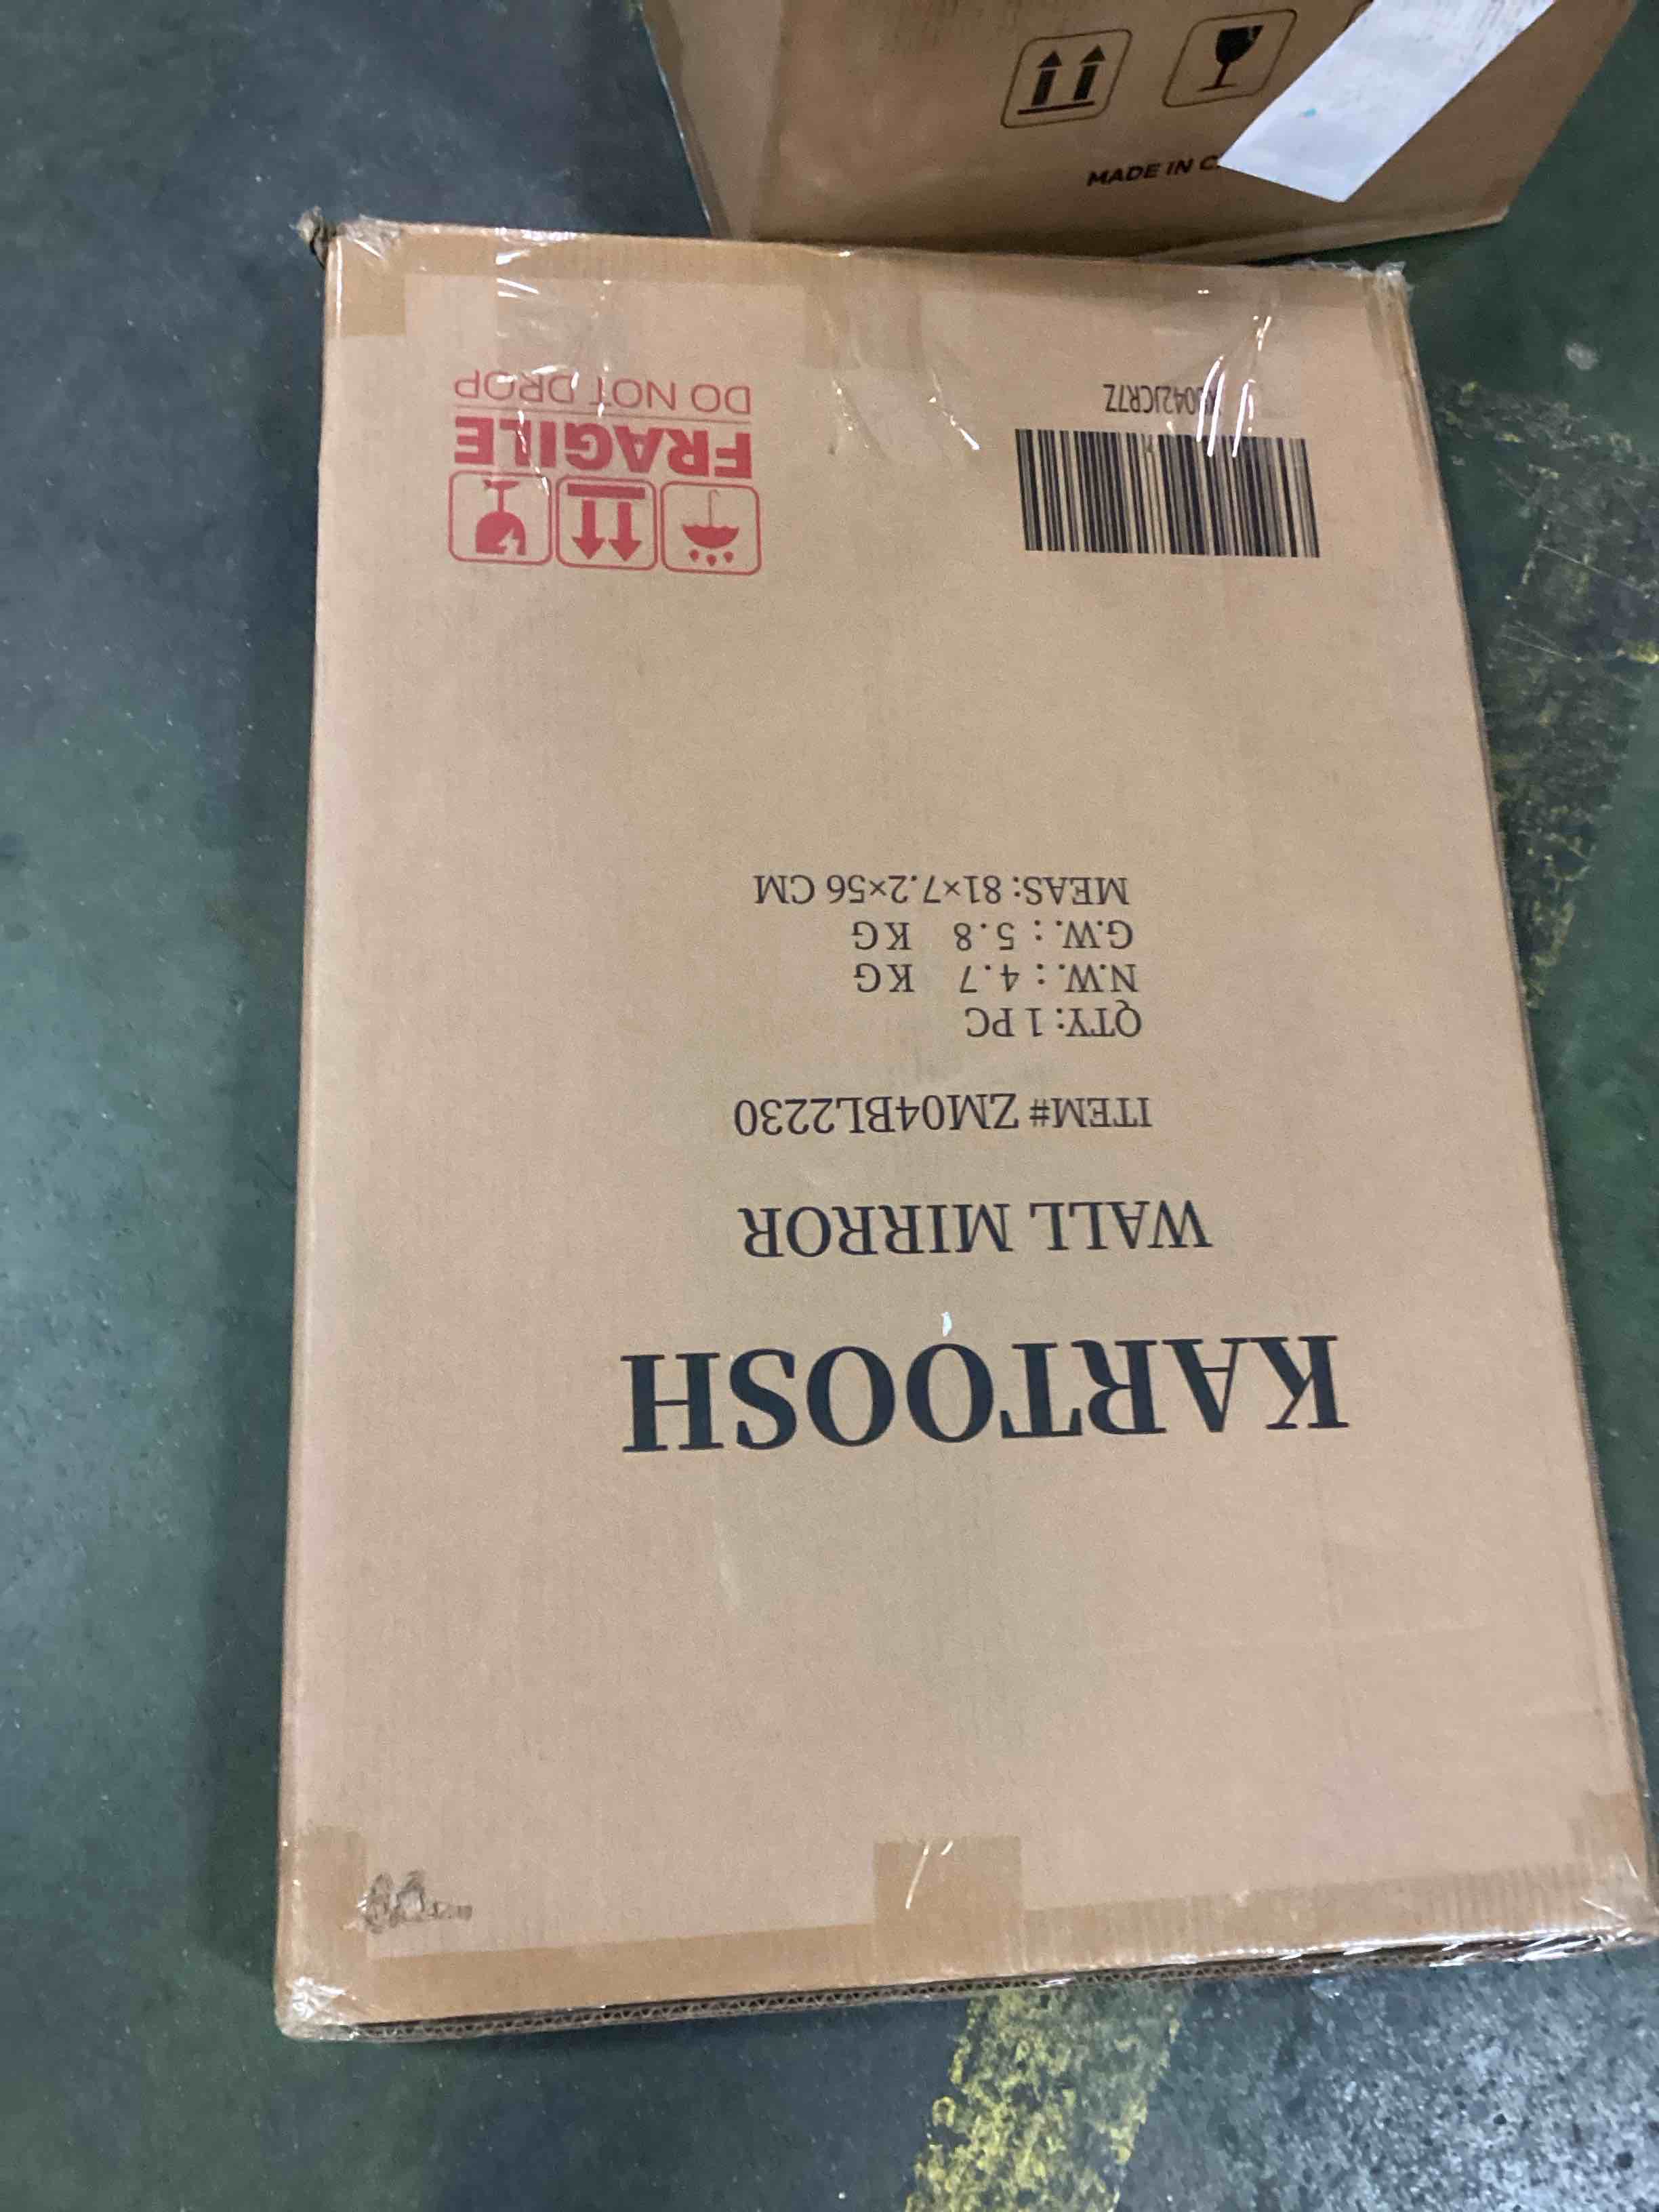 KARTOOSH
WALL MIRROR
ITEM# ZM04BL2230
QTY: 1 PC
N.W.: 4.7 KG
G.W.: 5.8 KG
MEAS: 81×7.2×56 CM
FRAGILE
DO NOT DROP
MADE IN